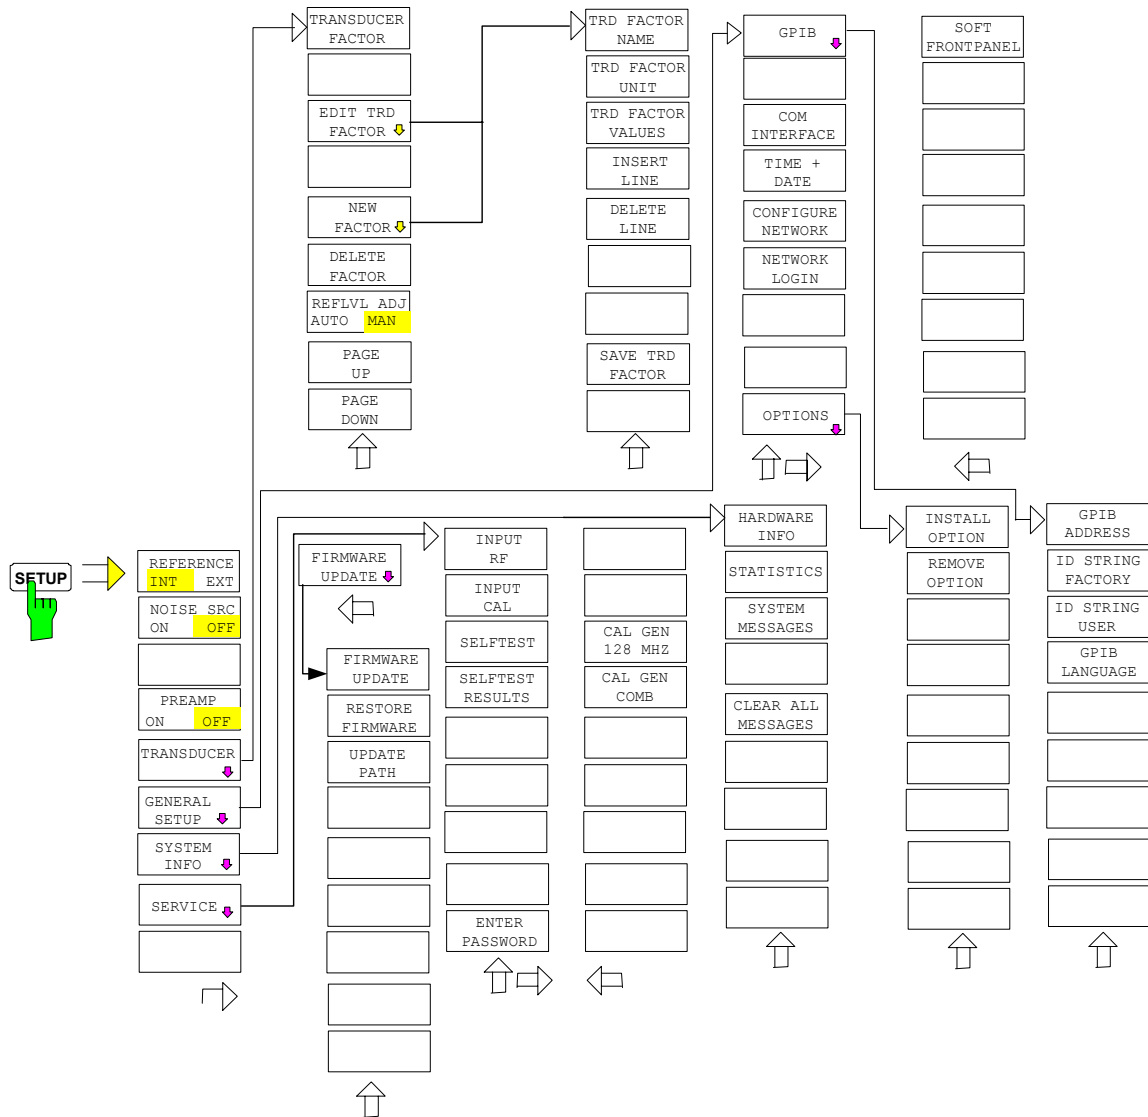 TRANSDUCER
FACTOR
EDIT TRD
FACTOR
NEW
FACTOR
DELETE
FACTOR
REFLVL ADJ
AUTO MAN
PAGE
UP
PAGE
DOWN
TRD FACTOR
NAME
TRD FACTOR
UNIT
TRD FACTOR
VALUES
INSERT
LINE
DELETE
LINE
SAVE TRD
FACTOR
GPIB
COM
INTERFACE
TIME +
DATE
CONFIGURE
NETWORK
NETWORK
LOGIN
OPTIONS
SOFT
FRONTPANEL
SETUP
REFERENCE
INT EXT
NOISE SRC
ON OFF
PREAMP
ON OFF
TRANSDUCER
GENERAL
SETUP
SYSTEM
INFO
SERVICE
FIRMWARE
UPDATE
FIRMWARE
UPDATE
RESTORE
FIRMWARE
UPDATE
PATH
INPUT
RF
INPUT
CAL
SELFTEST
SELFTEST
RESULTS
ENTER
PASSWORD
CAL GEN
128 MHZ
CAL GEN
COMB
HARDWARE
INFO
STATISTICS
SYSTEM
MESSAGES
CLEAR ALL
MESSAGES
INSTALL
OPTION
REMOVE
OPTION
GPIB
ADDRESS
ID STRING
FACTORY
ID STRING
USER
GPIB
LANGUAGE